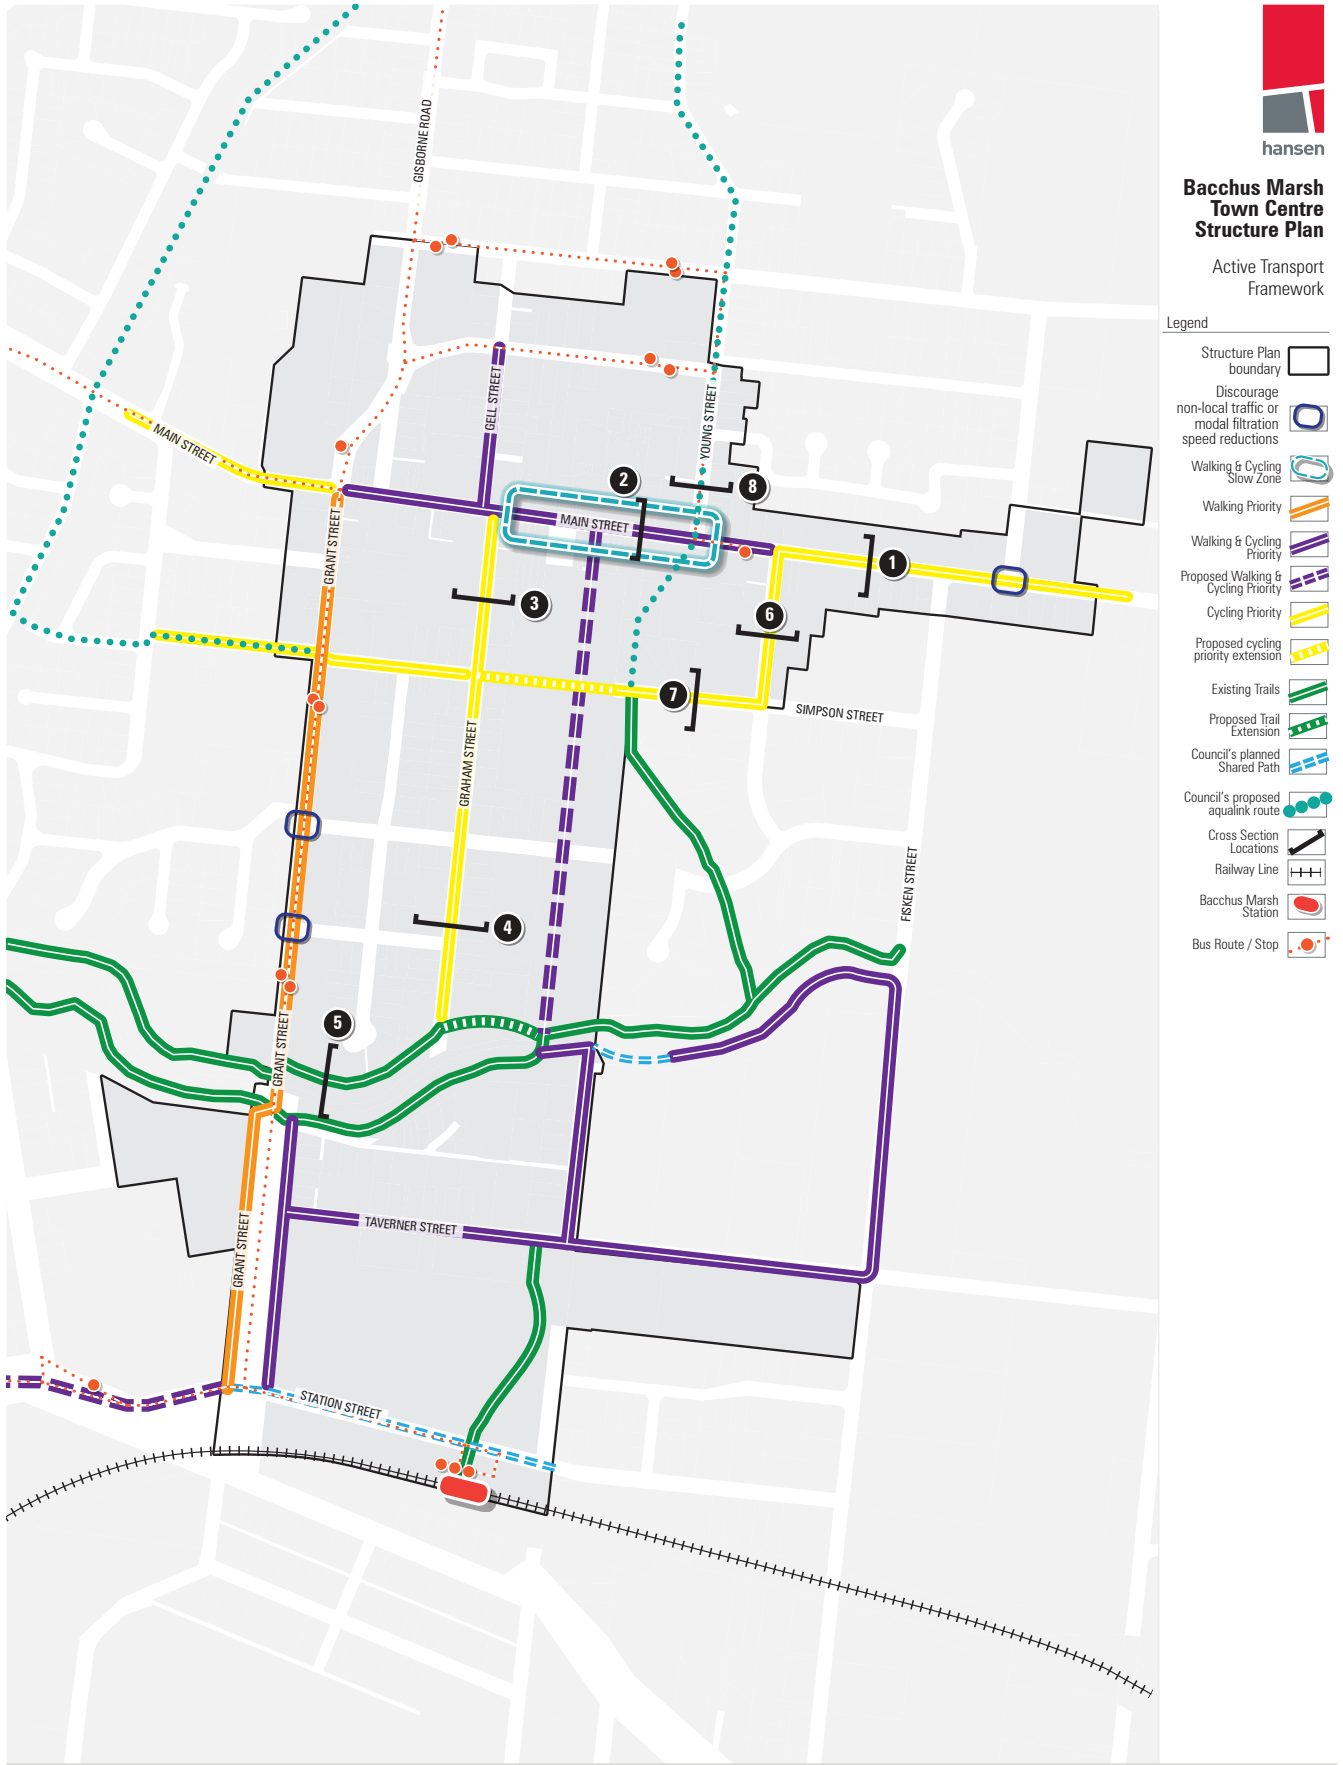 hansen
Bacchus Marsh
Town Centre
Structure Plan
Active Transport
Framework
Legend
Structure Plan
boundary
Discourage
non-local traffic or
modal filtration
speed reductions
Walking & Cycling
Slow Zone
Walking Priority
Walking & Cycling
Priority
Proposed Walking &
Cycling Priority
Cycling Priority
Proposed cycling
priority extension
Existing Trails
Proposed Trail
Extension
Council's planned
Shared Path
Council's proposed
aqualink route
Cross Section
Locations
Railway Line
Bacchus Marsh
Station
Bus Route / Stop
GISBORNE ROAD
GELL STREET
YOUNG STREET
MAIN STREET
2
8
MAIN STREET
GRANT STREET
1
3
6
7
SIMPSON STREET
GRAHAM STREET
FISKEN STREET
4
5
GRANT STREET
TAVERNER STREET
GRANT STREET
STATION STREET